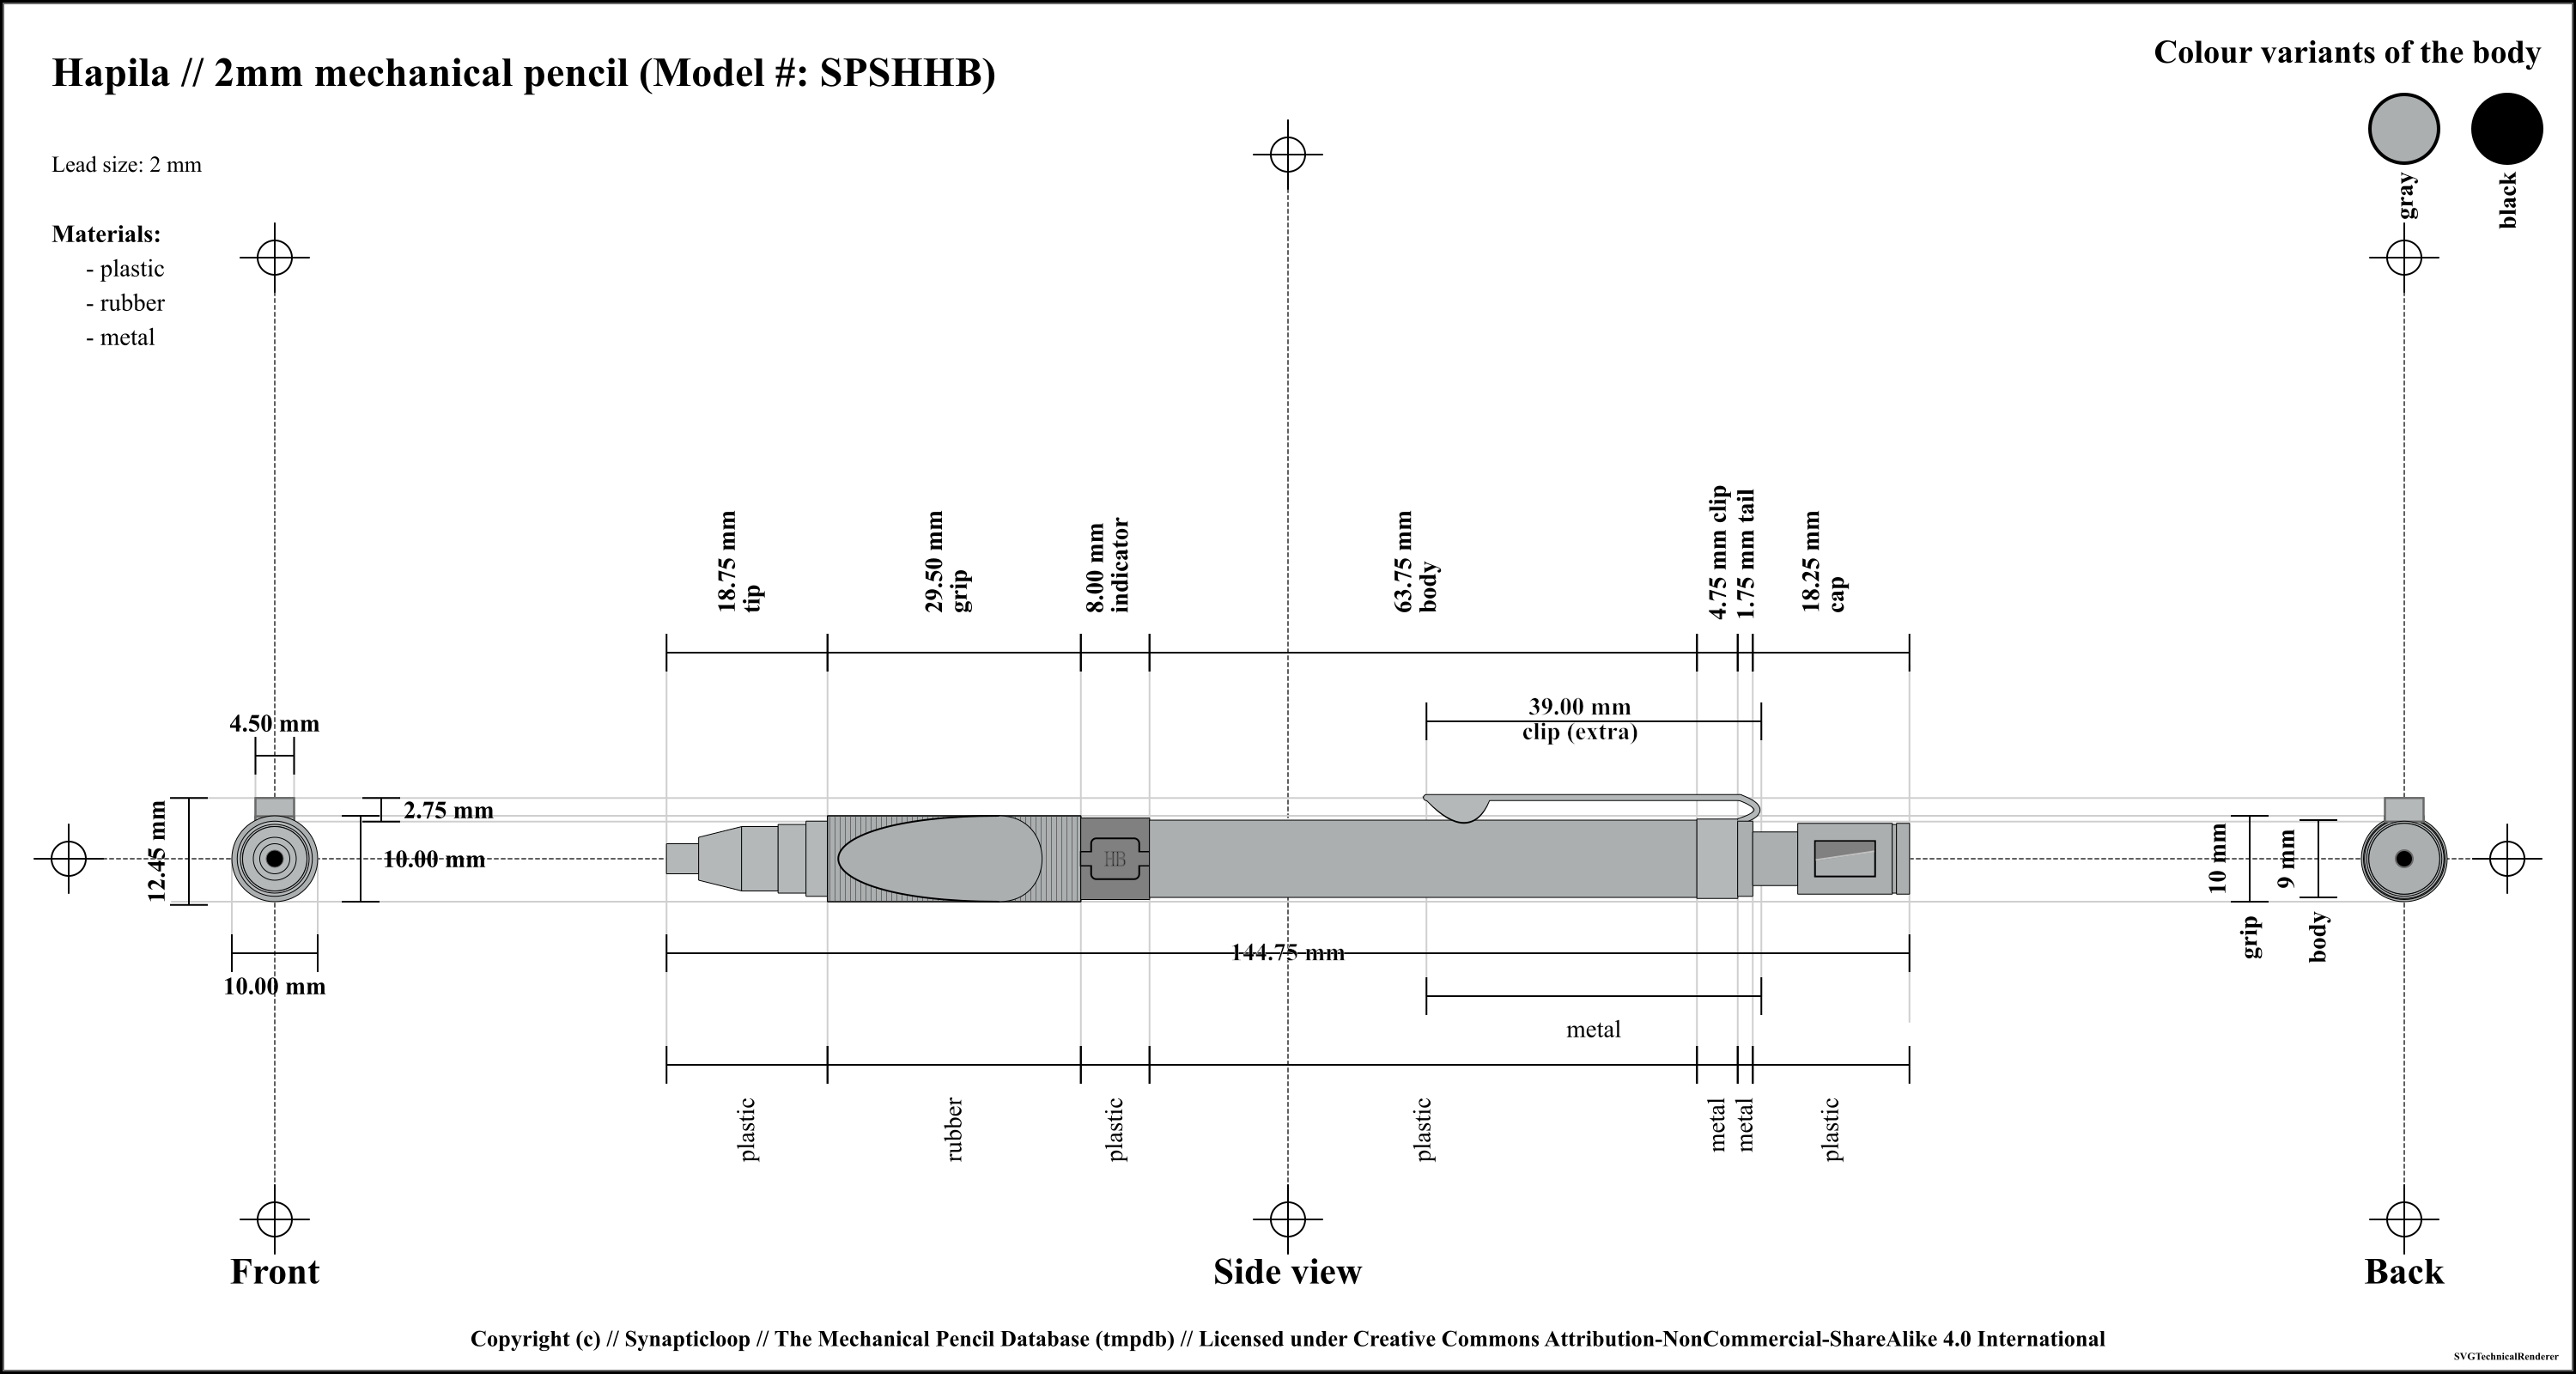 Hapila // 2mm mechanical pencil (Model #: SPSHHB)
Colour variants of the body
gray
black
Lead size: 2 mm
Materials:
- plastic
- rubber
- metal
18.75 mm
tip
29.50 mm
grip
8.00 mm
indicator
63.75 mm
body
4.75 mm clip
1.75 mm tail
18.25 mm
cap
39.00 mm
clip (extra)
4.50 mm
2.75 mm
12.45 mm
10.00 mm
10.00 mm
HB
10 mm
grip
9 mm
body
144.75 mm
metal
plastic
rubber
plastic
plastic
metal
metal
plastic
Front
Side view
Back
Copyright (c) // Synapticloop // The Mechanical Pencil Database (tmpdb) // Licensed under Creative Commons Attribution-NonCommercial-ShareAlike 4.0 International
SVGTechnicalRenderer